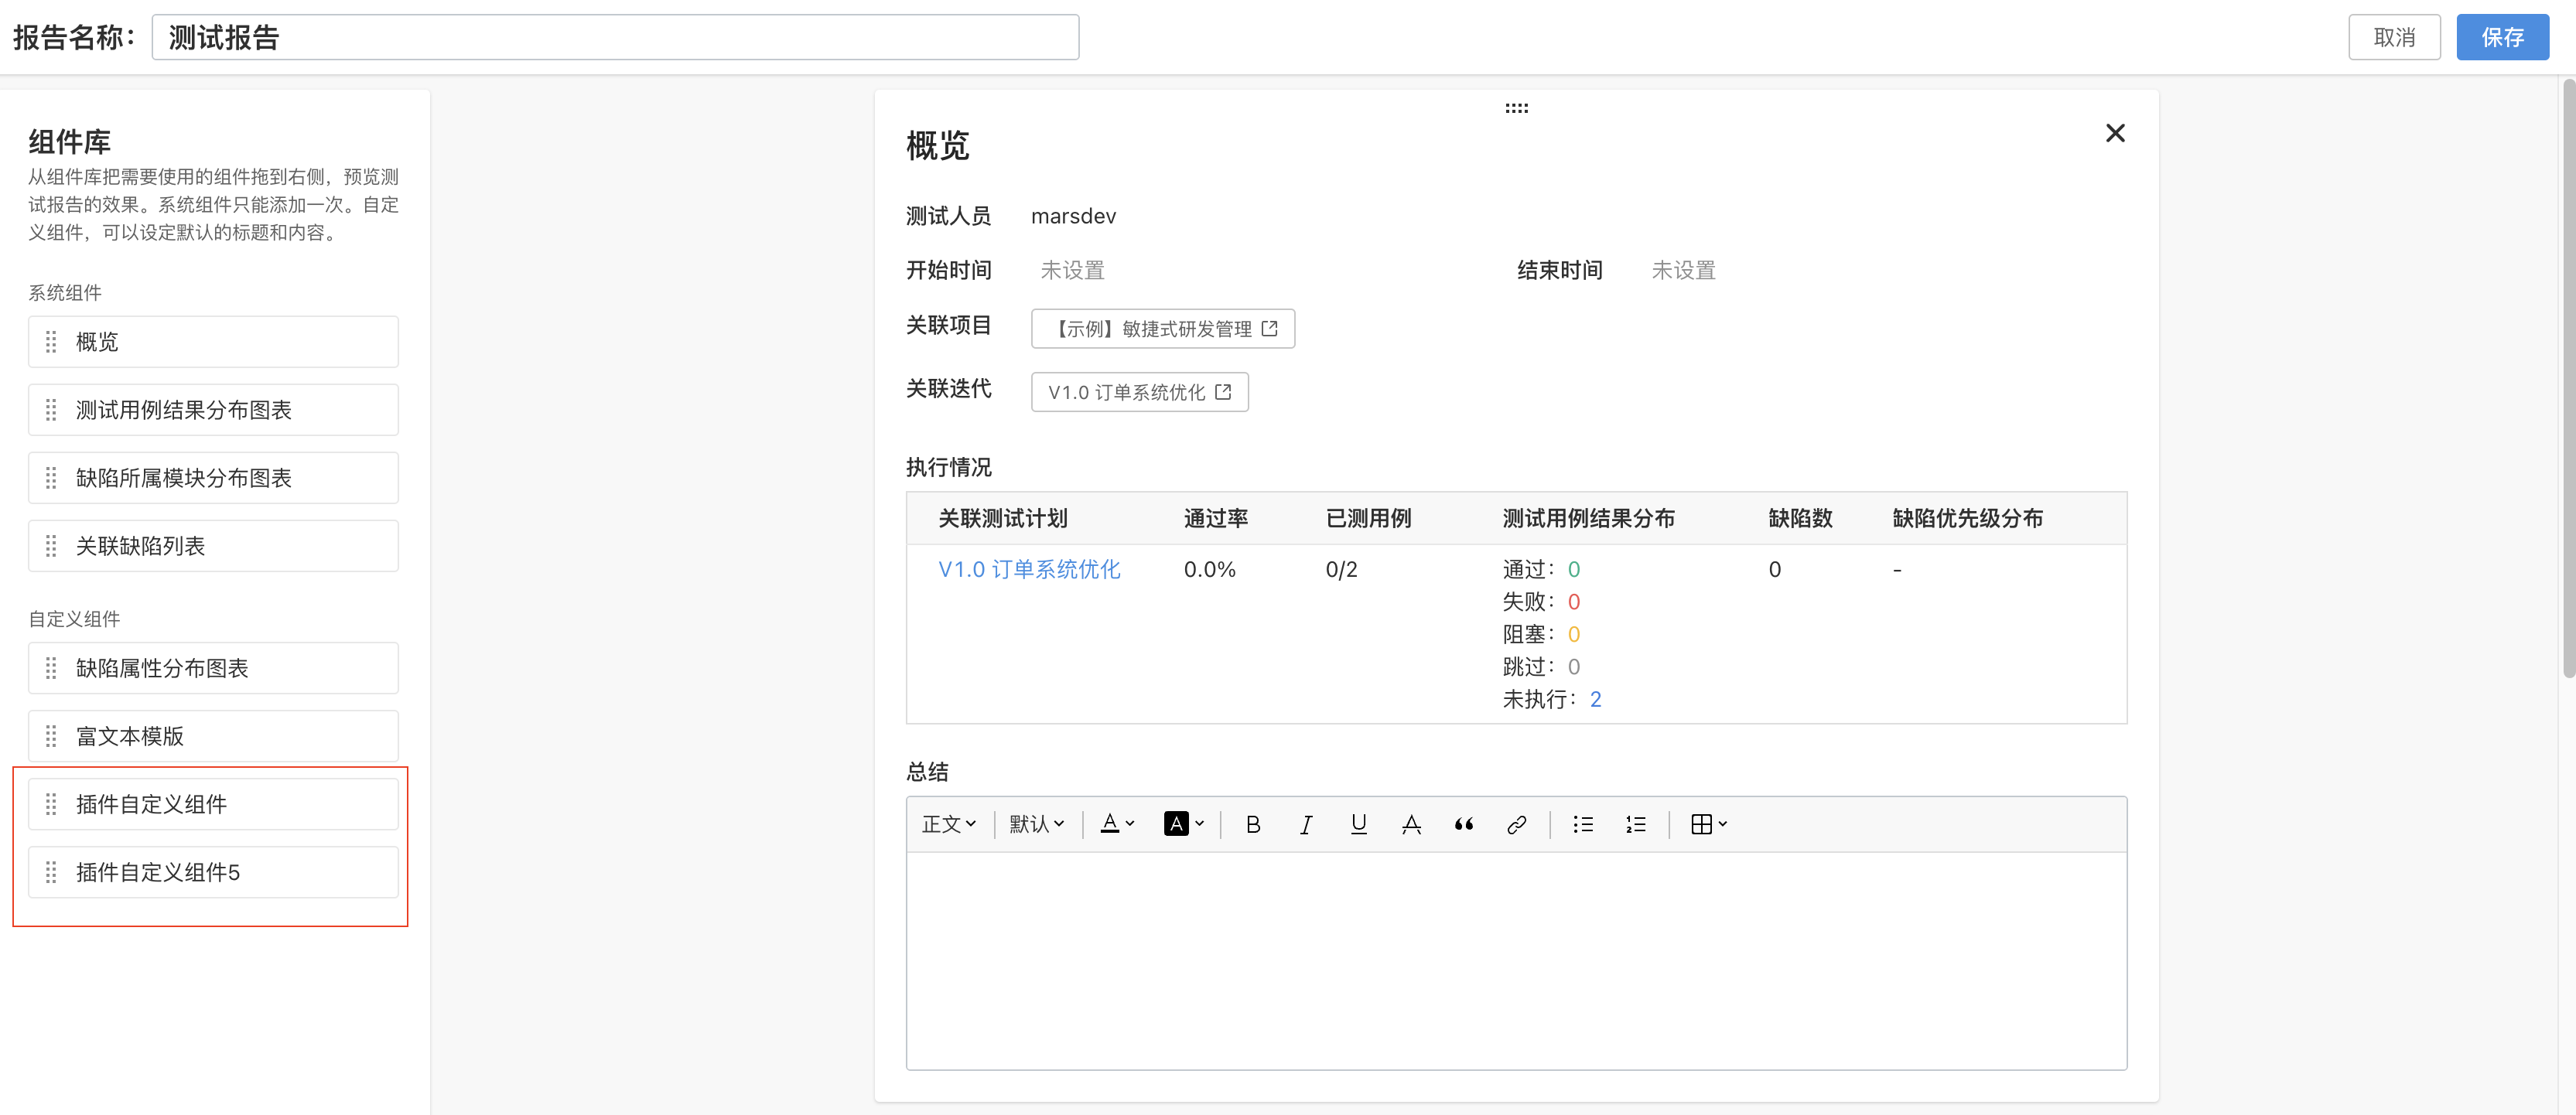 报告名称：
测试报告
取消
保存
组件库
从组件库把需要使用的组件拖到右侧，预览测
试报告的效果。系统组件只能添加一次。自定
义组件，可以设定默认的标题和内容。
系统组件
概览
测试用例结果分布图表
缺陷所属模块分布图表
关联缺陷列表
自定义组件
缺陷属性分布图表
富文本模版
插件自定义组件
插件自定义组件5
概览
测试人员 marsdev
开始时间 未设置 结束时间 未设置
关联项目 【示例】敏捷式研发管理
关联迭代 V1.0 订单系统优化
执行情况
关联测试计划 通过率 已测用例 测试用例结果分布 缺陷数 缺陷优先级分布
V1.0 订单系统优化 0.0% 0/2 通过：0 0 -
失败：0
阻塞：0
跳过：0
未执行：2
总结
正文 默认 A A B I U A